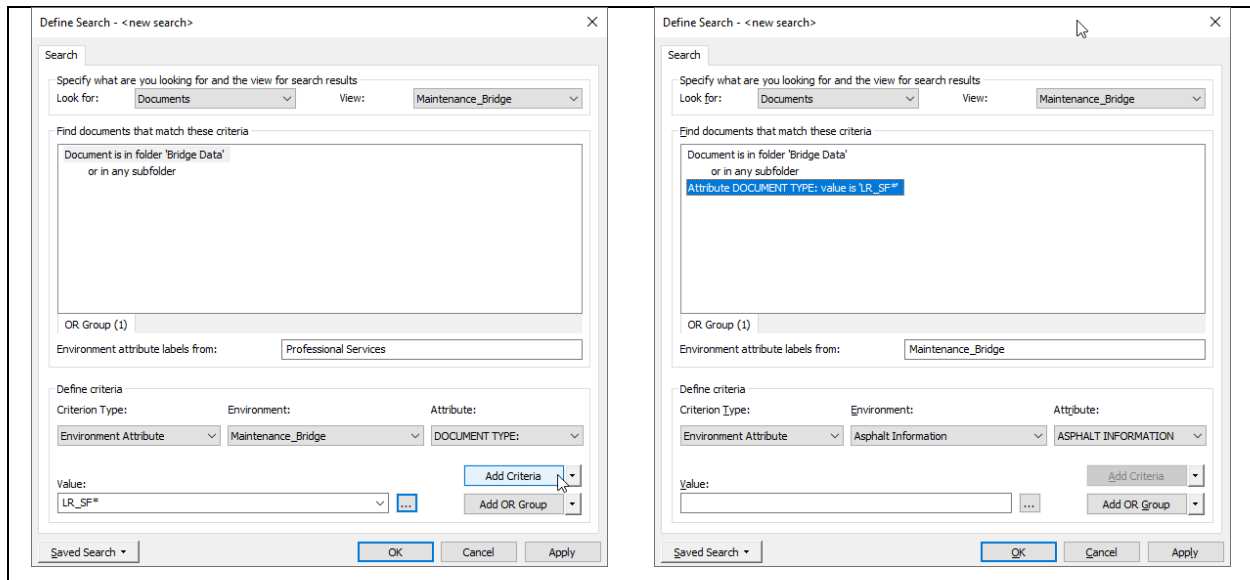 Define Search - <new search>
Search
Specify what are you looking for and the view for search results
Look for: Documents View: Maintenance_Bridge
Find documents that match these criteria
Document is in folder 'Bridge Data'
or in any subfolder
OR Group (1)
Environment attribute labels from: Professional Services
Define criteria
Criterion Type: Environment: Attribute:
Environment Attribute Maintenance_Bridge DOCUMENT TYPE:
Add Criteria
Value:
LR_SF* ... Add OR Group
Saved Search OK Cancel Apply
Define Search - <new search>
Search
Specify what are you looking for and the view for search results
Look for: Documents View: Maintenance_Bridge
Find documents that match these criteria
Document is in folder 'Bridge Data'
or in any subfolder
Attribute DOCUMENT TYPE: value is 'LR_SF*'
OR Group (1)
Environment attribute labels from: Maintenance_Bridge
Define criteria
Criterion Type: Environment: Attribute:
Environment Attribute Asphalt Information ASPHALT INFORMATION
Add Criteria
Value:
... Add OR Group
Saved Search OK Cancel Apply